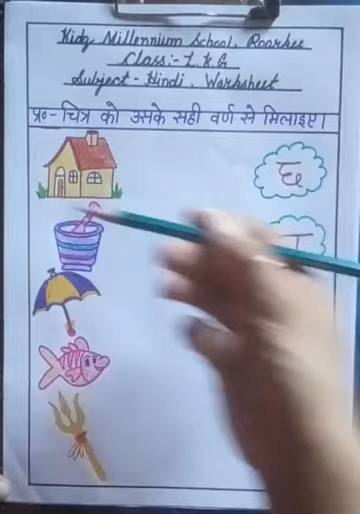 Kidz Millennium School, Roorkee
Class:- L.K.G
Subject - Hindi, Worksheet
प्र०- चित्र को उसके सही वर्ण से मिलाइए।
छ